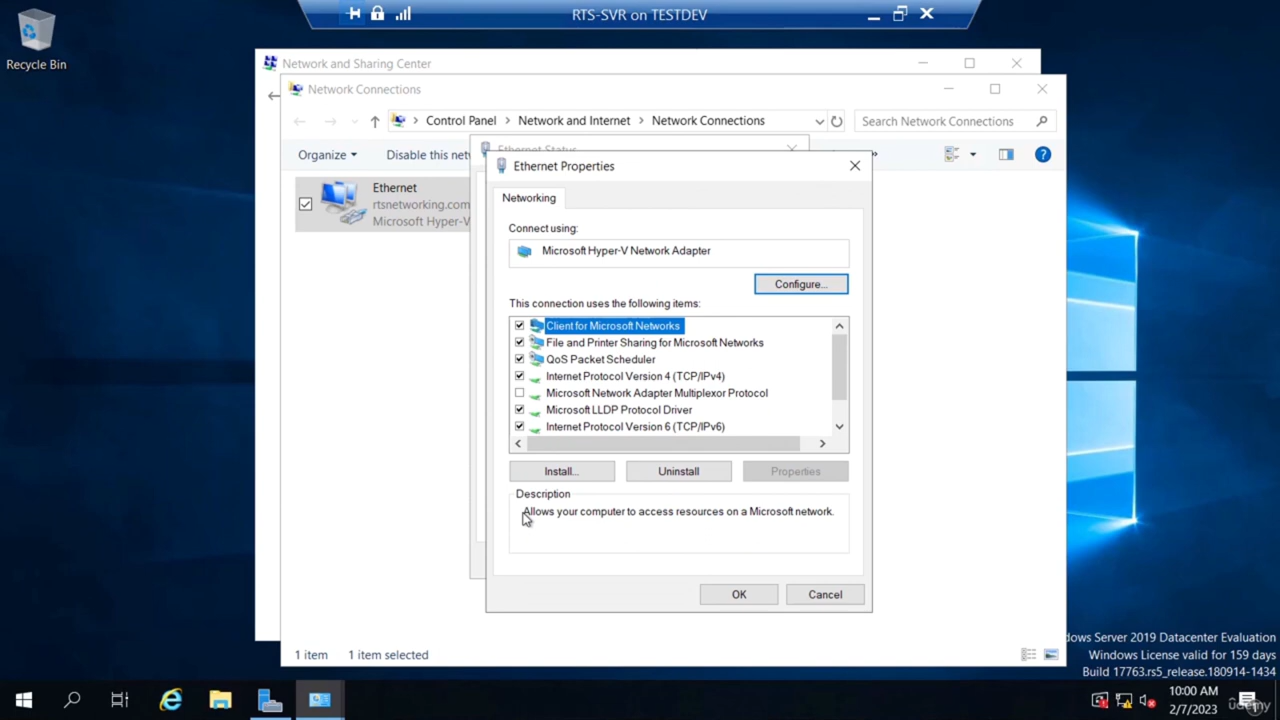 RTS-SVR on TESTDEV
Recycle Bin
Network and Sharing Center
Network Connections
Control Panel > Network and Internet > Network Connections
Search Network Connections
Organize
Disable this net
Ethernet
rtsnetworking.com
Microsoft Hyper-V
Ethernet Status
Ethernet Properties
Networking
Connect using:
Microsoft Hyper-V Network Adapter
Configure...
This connection uses the following items:
Client for Microsoft Networks
File and Printer Sharing for Microsoft Networks
QoS Packet Scheduler
Internet Protocol Version 4 (TCP/IPv4)
Microsoft Network Adapter Multiplexor Protocol
Microsoft LLDP Protocol Driver
Internet Protocol Version 6 (TCP/IPv6)
Install...
Uninstall
Properties
Description
Allows your computer to access resources on a Microsoft network.
OK
Cancel
1 item
1 item selected
dows Server 2019 Datacenter Evaluation
Windows License valid for 159 days
Build 17763.rs5_release.180914-1434
10:00 AM
2/7/2023
ûdemy